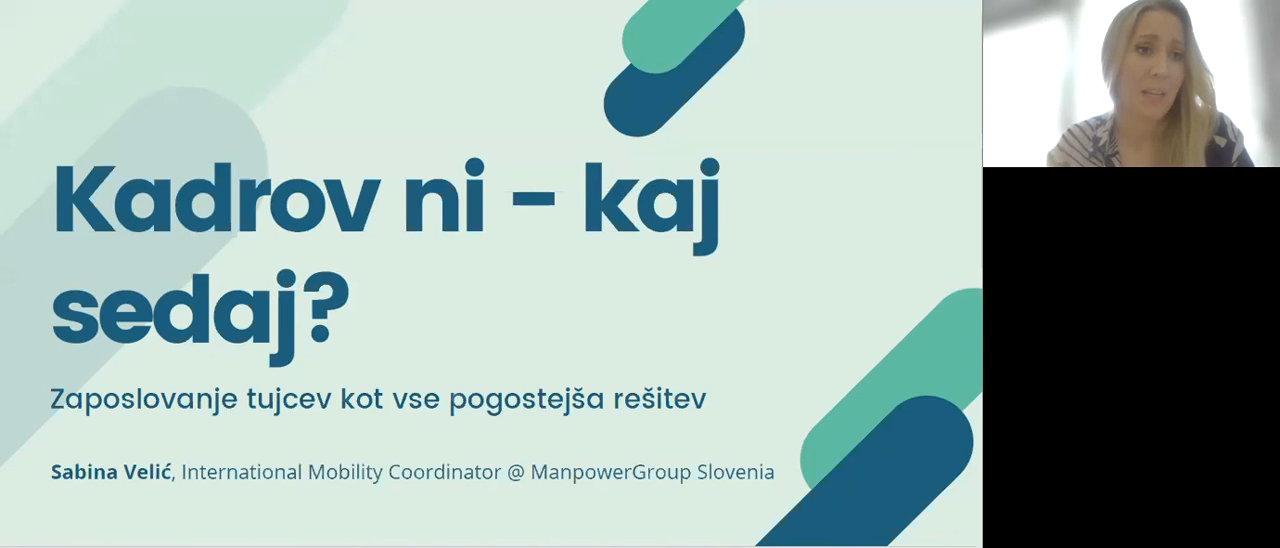 Kadrov ni - kaj
sedaj?
Zaposlovanje tujcev kot vse pogostejša rešitev
Sabina Velić, International Mobility Coordinator @ ManpowerGroup Slovenia